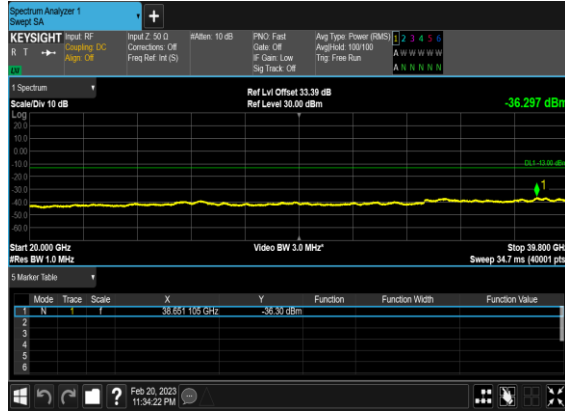 Spectrum Analyzer 1
Swept SA
+
KEYSIGHT Input: RF Input Z: 50 Ω #Atten: 10 dB PNO: Fast Avg Type: Power (RMS) 1 2 3 4 5 6
R T Coupling: DC Corrections: Off Gate: Off Avg|Hold: 100/100 A W W W W W
Align: Off Freq Ref: Int (S) IF Gain: Low Trig: Free Run
Sig Track: Off A N N N N N
1 Spectrum Ref Lvl Offset 33.39 dB
Scale/Div 10 dB Ref Level 30.00 dBm -36.297 dBm
Log
20.0
10.0
0.00
-10.0
DL1 -13.00 dBm
-20.0
1
-30.0
-40.0
-50.0
-60.0
Start 20.000 GHz Video BW 3.0 MHz* Stop 39.800 GHz
#Res BW 1.0 MHz Sweep 34.7 ms (40001 pts)
5 Marker Table
Mode Trace Scale X Y Function Function Width Function Value
1 N 1 f 38.651 105 GHz -36.30 dBm
2
3
4
5
6
? Feb 20, 2023
11:34:22 PM